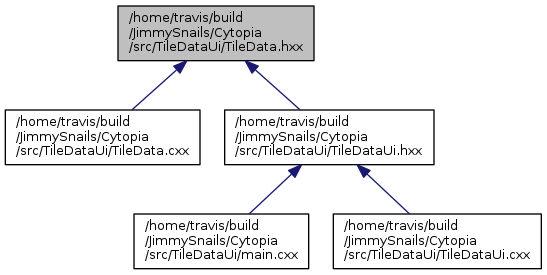 /home/travis/build
/JimmySnails/Cytopia
/src/TileDataUi/TileData.hxx
/home/travis/build
/JimmySnails/Cytopia
/src/TileDataUi/TileData.cxx
/home/travis/build
/JimmySnails/Cytopia
/src/TileDataUi/TileDataUi.hxx
/home/travis/build
/JimmySnails/Cytopia
/src/TileDataUi/main.cxx
/home/travis/build
/JimmySnails/Cytopia
/src/TileDataUi/TileDataUi.cxx